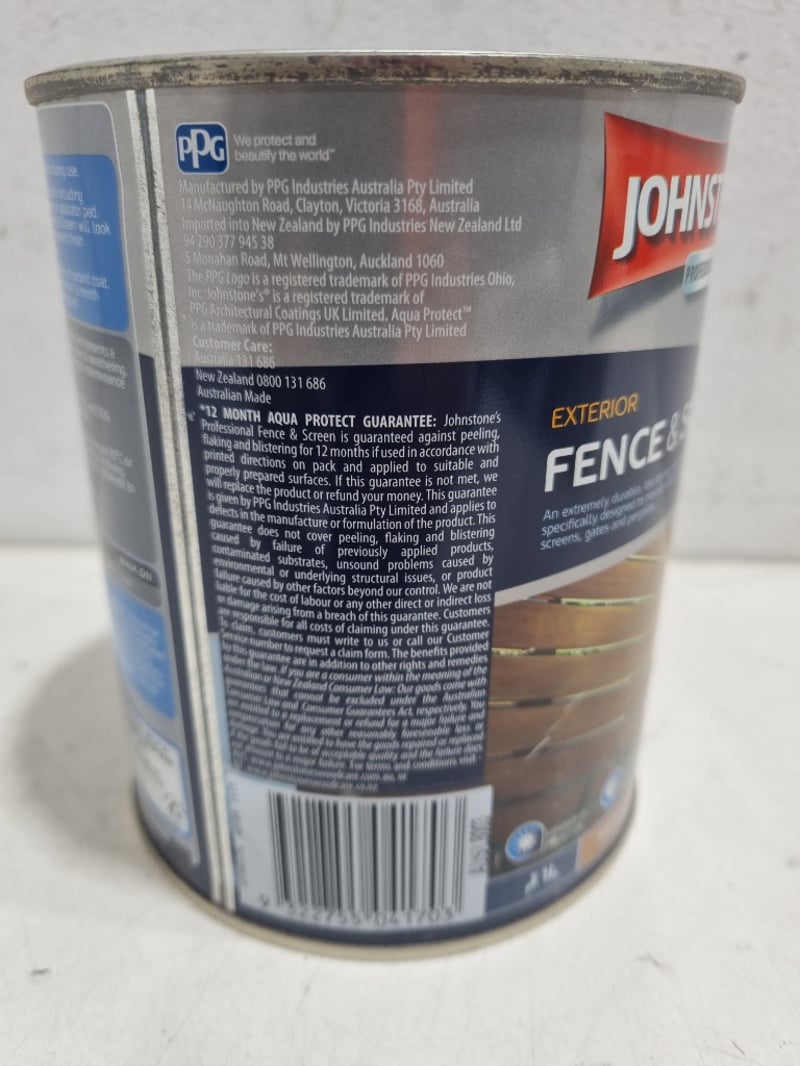 PPG
We protect and
beautify the world™
Manufactured by PPG Industries Australia Pty Limited
14 McNaughton Road, Clayton, Victoria 3168, Australia
Imported into New Zealand by PPG Industries New Zealand Ltd
94 290 377 945 38
5 Monahan Road, Mt Wellington, Auckland 1060
The PPG Logo is a registered trademark of PPG Industries Ohio,
Inc. Johnstone's® is a registered trademark of
PPG Architectural Coatings UK Limited. Aqua Protect™
is a trademark of PPG Industries Australia Pty Limited
Customer Care:
Australia 131 686
New Zealand 0800 131 686
Australian Made
*12 MONTH AQUA PROTECT GUARANTEE: Johnstone's
Professional Fence & Screen is guaranteed against peeling,
flaking and blistering for 12 months if used in accordance with
printed directions on pack and applied to suitable and
properly prepared surfaces. If this guarantee is not met, we
will replace the product or refund your money. This guarantee
is given by PPG Industries Australia Pty Limited and applies to
defects in the manufacture or formulation of the product. This
guarantee does not cover peeling, flaking and blistering
caused by failure of previously applied products,
contaminated substrates, unsound problems caused by
environmental or underlying structural issues, or product
failure caused by other factors beyond our control. We are not
liable for the cost of labour or any other direct or indirect loss
or damage arising from a breach of this guarantee. Customers
are responsible for all costs of claiming under this guarantee.
To claim, customers must write to us or call our Customer
Service number to request a claim form. The benefits provided
by this guarantee are in addition to other rights and remedies
under the law. If you are a consumer within the meaning of the
Australian or New Zealand Consumer Law: Our goods come with
guarantees that cannot be excluded under the Australian
Consumer Law and Consumer Guarantees Act, respectively. You
are entitled to a replacement or refund for a major failure and
compensation for any other reasonably foreseeable loss or
damage. You are entitled to have the goods repaired or replaced
if the goods fail to be of acceptable quality and the failure does
not amount to a major failure. For terms and conditions visit
9 322755 041703
JOHNST
EXTERIOR
FENCE &
An extremely durable,
specifically designed to
screens, gates and